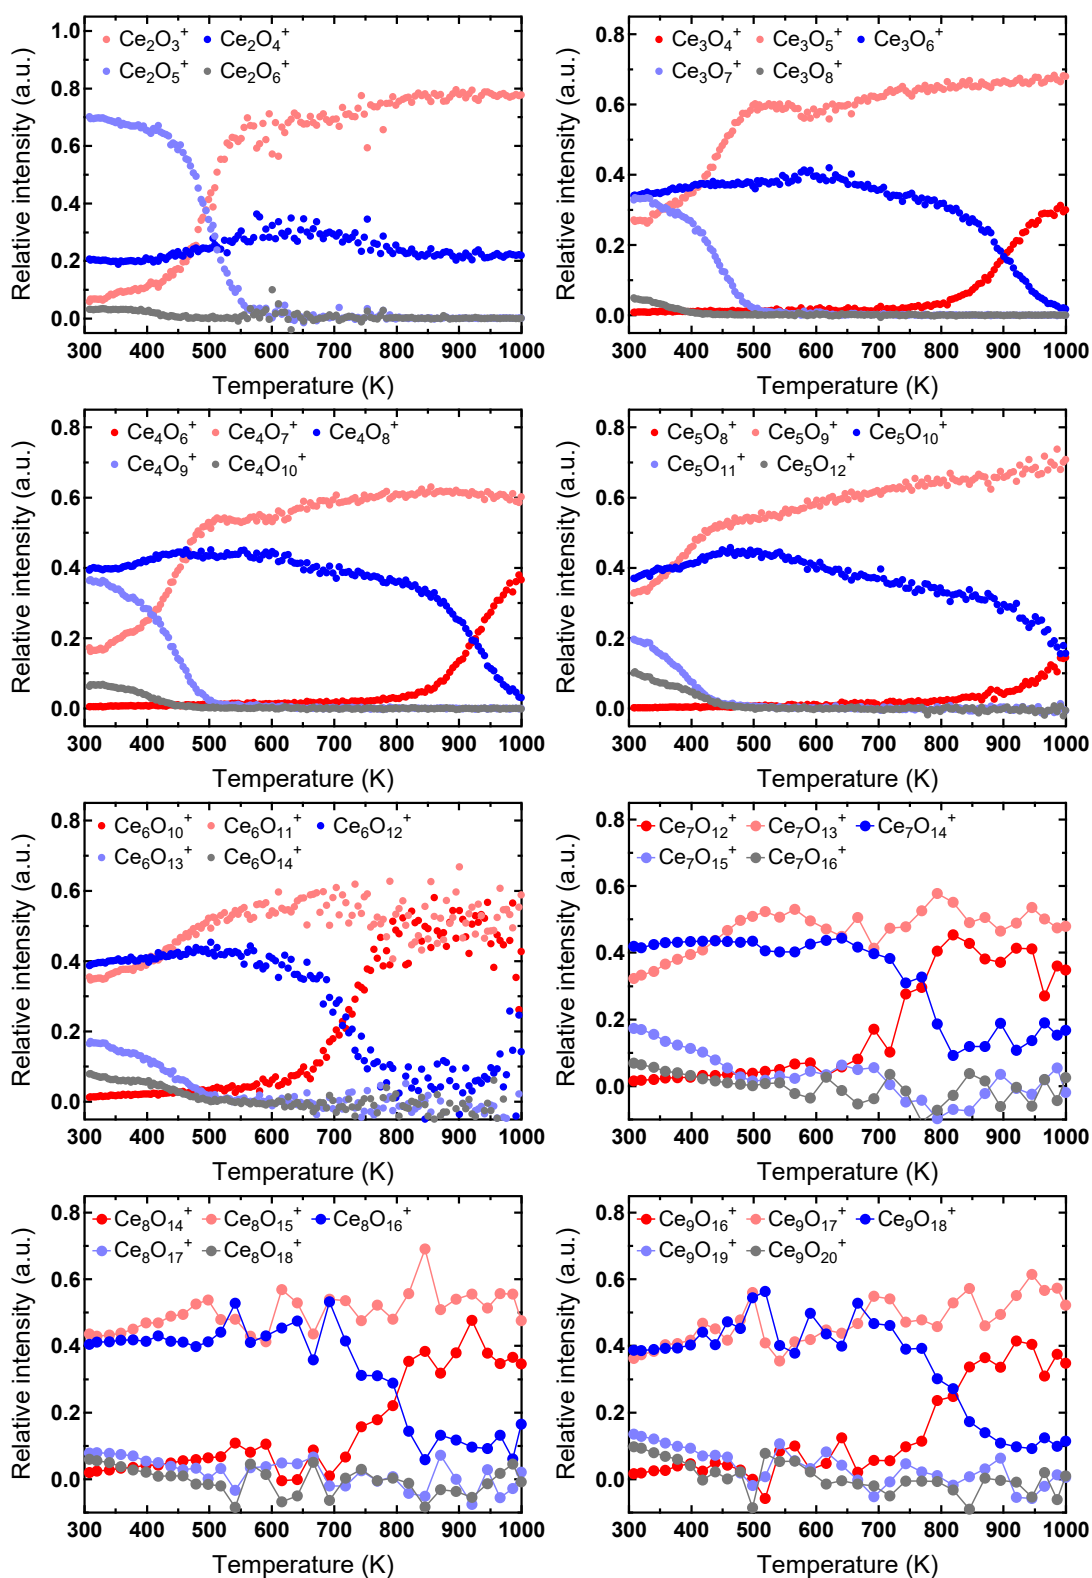 Ce2O3+ Ce2O4+
Ce2O5+ Ce2O6+
Relative intensity (a.u.)
1.0
0.8
0.6
0.4
0.2
0.0
300 400 500 600 700 800 900 1000
Temperature (K)
Ce3O4+ Ce3O5+ Ce3O6+
Ce3O7+ Ce3O8+
Relative intensity (a.u.)
0.8
0.6
0.4
0.2
0.0
300 400 500 600 700 800 900 1000
Temperature (K)
Ce4O6+ Ce4O7+ Ce4O8+
Ce4O9+ Ce4O10+
Relative intensity (a.u.)
0.8
0.6
0.4
0.2
0.0
300 400 500 600 700 800 900 1000
Temperature (K)
Ce5O8+ Ce5O9+ Ce5O10+
Ce5O11+ Ce5O12+
Relative intensity (a.u.)
0.8
0.6
0.4
0.2
0.0
300 400 500 600 700 800 900 1000
Temperature (K)
Ce6O10+ Ce6O11+ Ce6O12+
Ce6O13+ Ce6O14+
Relative intensity (a.u.)
0.8
0.6
0.4
0.2
0.0
300 400 500 600 700 800 900 1000
Temperature (K)
Ce7O12+ Ce7O13+ Ce7O14+
Ce7O15+ Ce7O16+
Relative intensity (a.u.)
0.8
0.6
0.4
0.2
0.0
300 400 500 600 700 800 900 1000
Temperature (K)
Ce8O14+ Ce8O15+ Ce8O16+
Ce8O17+ Ce8O18+
Relative intensity (a.u.)
0.8
0.6
0.4
0.2
0.0
300 400 500 600 700 800 900 1000
Temperature (K)
Ce9O16+ Ce9O17+ Ce9O18+
Ce9O19+ Ce9O20+
Relative intensity (a.u.)
0.8
0.6
0.4
0.2
0.0
300 400 500 600 700 800 900 1000
Temperature (K)